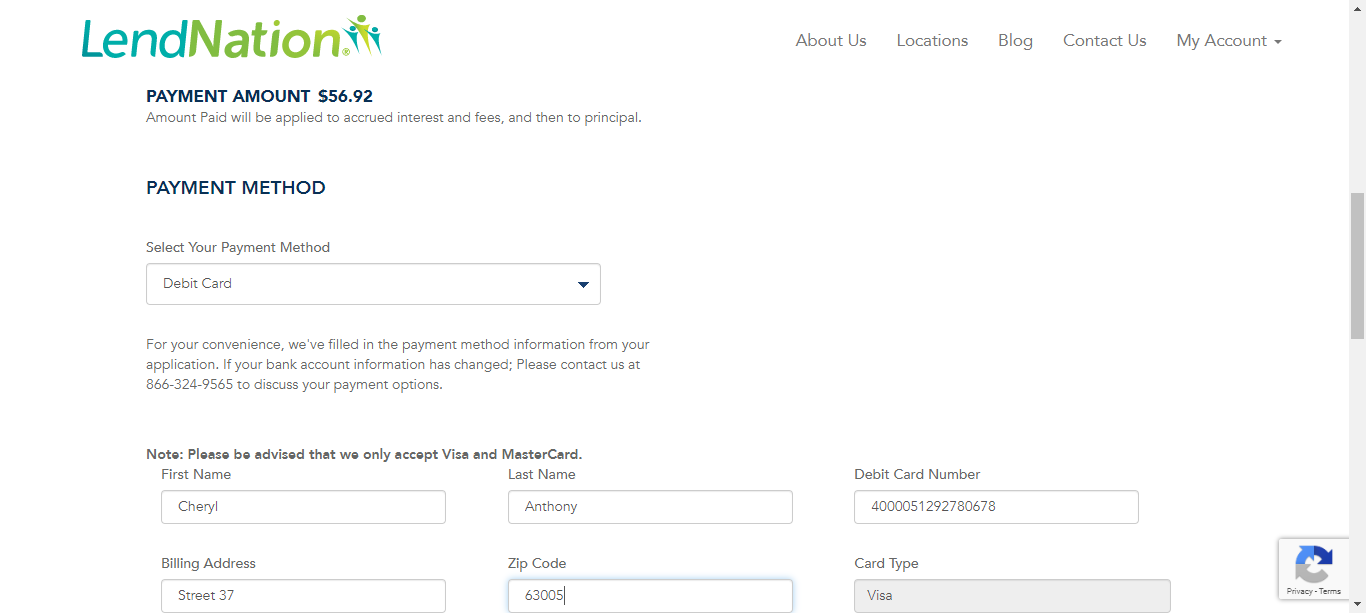 LendNation®
About Us Locations Blog Contact Us My Account
PAYMENT AMOUNT $56.92
Amount Paid will be applied to accrued interest and fees, and then to principal.
PAYMENT METHOD
Select Your Payment Method
Debit Card
For your convenience, we've filled in the payment method information from your
application. If your bank account information has changed; Please contact us at
866-324-9565 to discuss your payment options.
Note: Please be advised that we only accept Visa and MasterCard.
First Name Last Name Debit Card Number
Cheryl Anthony 4000051292780678
Billing Address Zip Code Card Type
Street 37 63005 Visa
Privacy - Terms